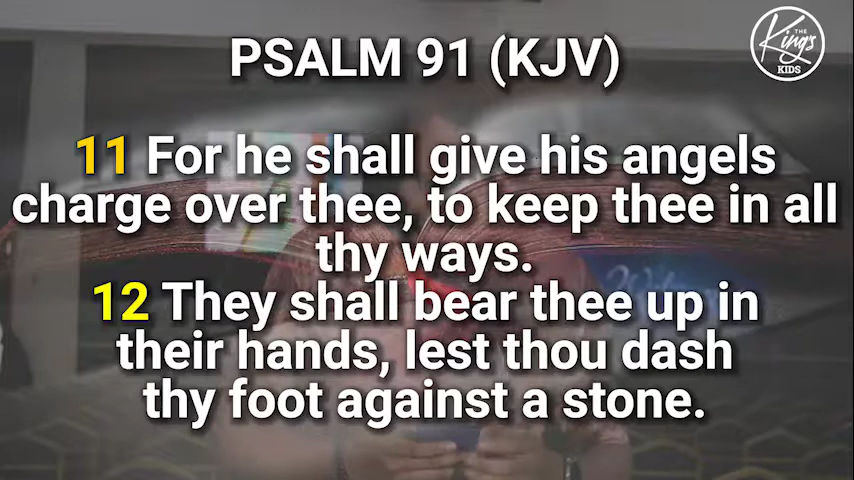 PSALM 91 (KJV)
THE
King's
KIDS
11 For he shall give his angels
charge over thee, to keep thee in all
thy ways.
12 They shall bear thee up in
their hands, lest thou dash
thy foot against a stone.